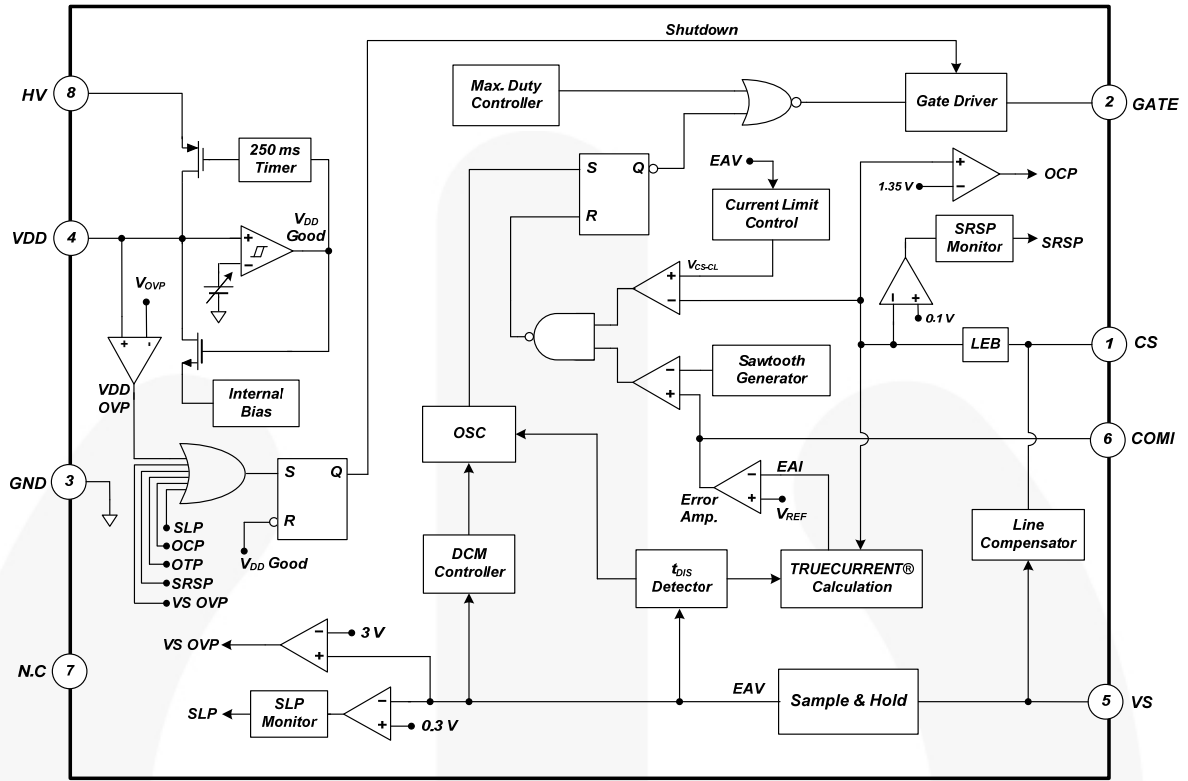 Shutdown
HV
8
Max. Duty
Controller
Gate Driver
2
GATE
250 ms
Timer
S
Q
R
EAV
Current Limit
Control
+
1.35 V
−
OCP
VDD
4
VDD
Good
+
−
SRSP
Monitor
SRSP
VCS-CL
+
−
−
+
0.1 V
VOVP
+
-
VDD
OVP
LEB
1
CS
Sawtooth
Generator
−
+
Internal
Bias
OSC
6
COMI
GND
3
S
Q
R
VDD Good
SLP
OCP
OTP
SRSP
VS OVP
Error
Amp.
−
+
EAI
VREF
Line
Compensator
DCM
Controller
tDIS
Detector
TRUECURRENT®
Calculation
N.C
7
VS OVP
−
+
3 V
SLP
SLP
Monitor
−
+
0.3 V
EAV
Sample & Hold
5
VS